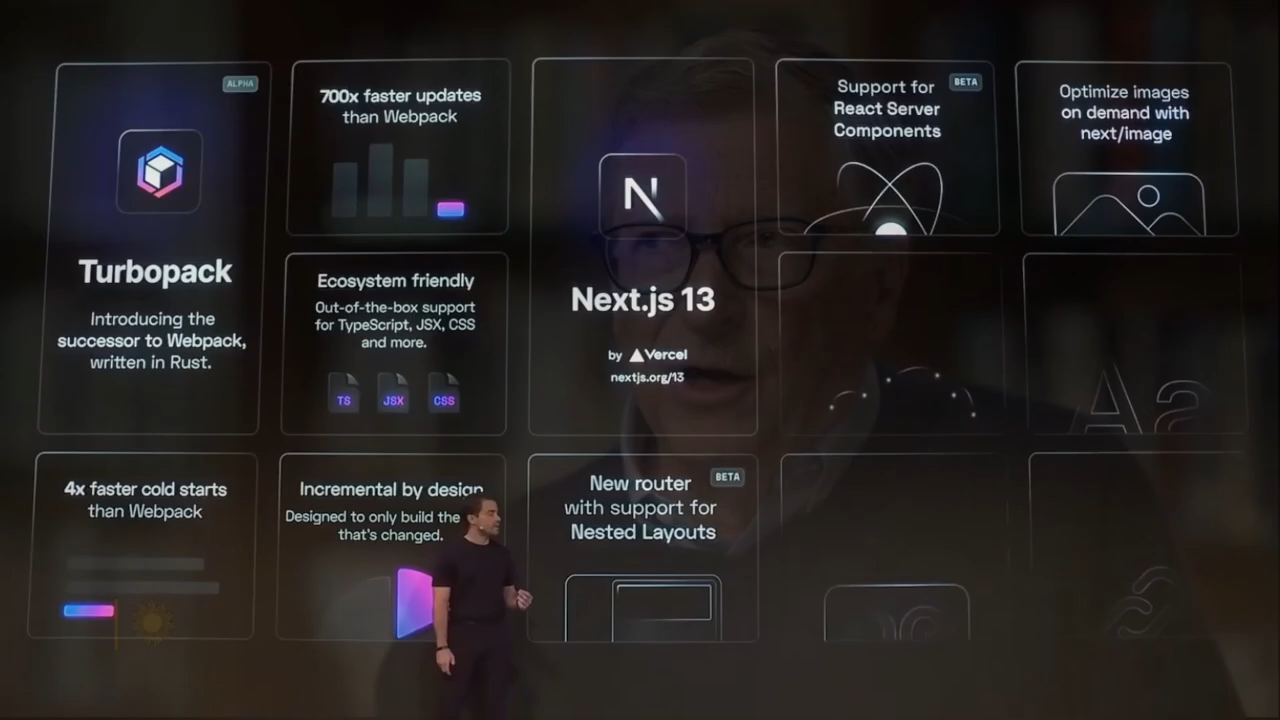 ALPHA
Turbopack
Introducing the
successor to Webpack,
written in Rust.
4x faster cold starts
than Webpack
700x faster updates
than Webpack
Ecosystem friendly
Out-of-the-box support
for TypeScript, JSX, CSS
and more.
TS
JSX
CSS
Incremental by design
Designed to only build the
that's changed.
N
Next.js 13
by Vercel
nextjs.org/13
BETA
New router
with support for
Nested Layouts
BETA
Support for
React Server
Components
Optimize images
on demand with
next/image
Aa